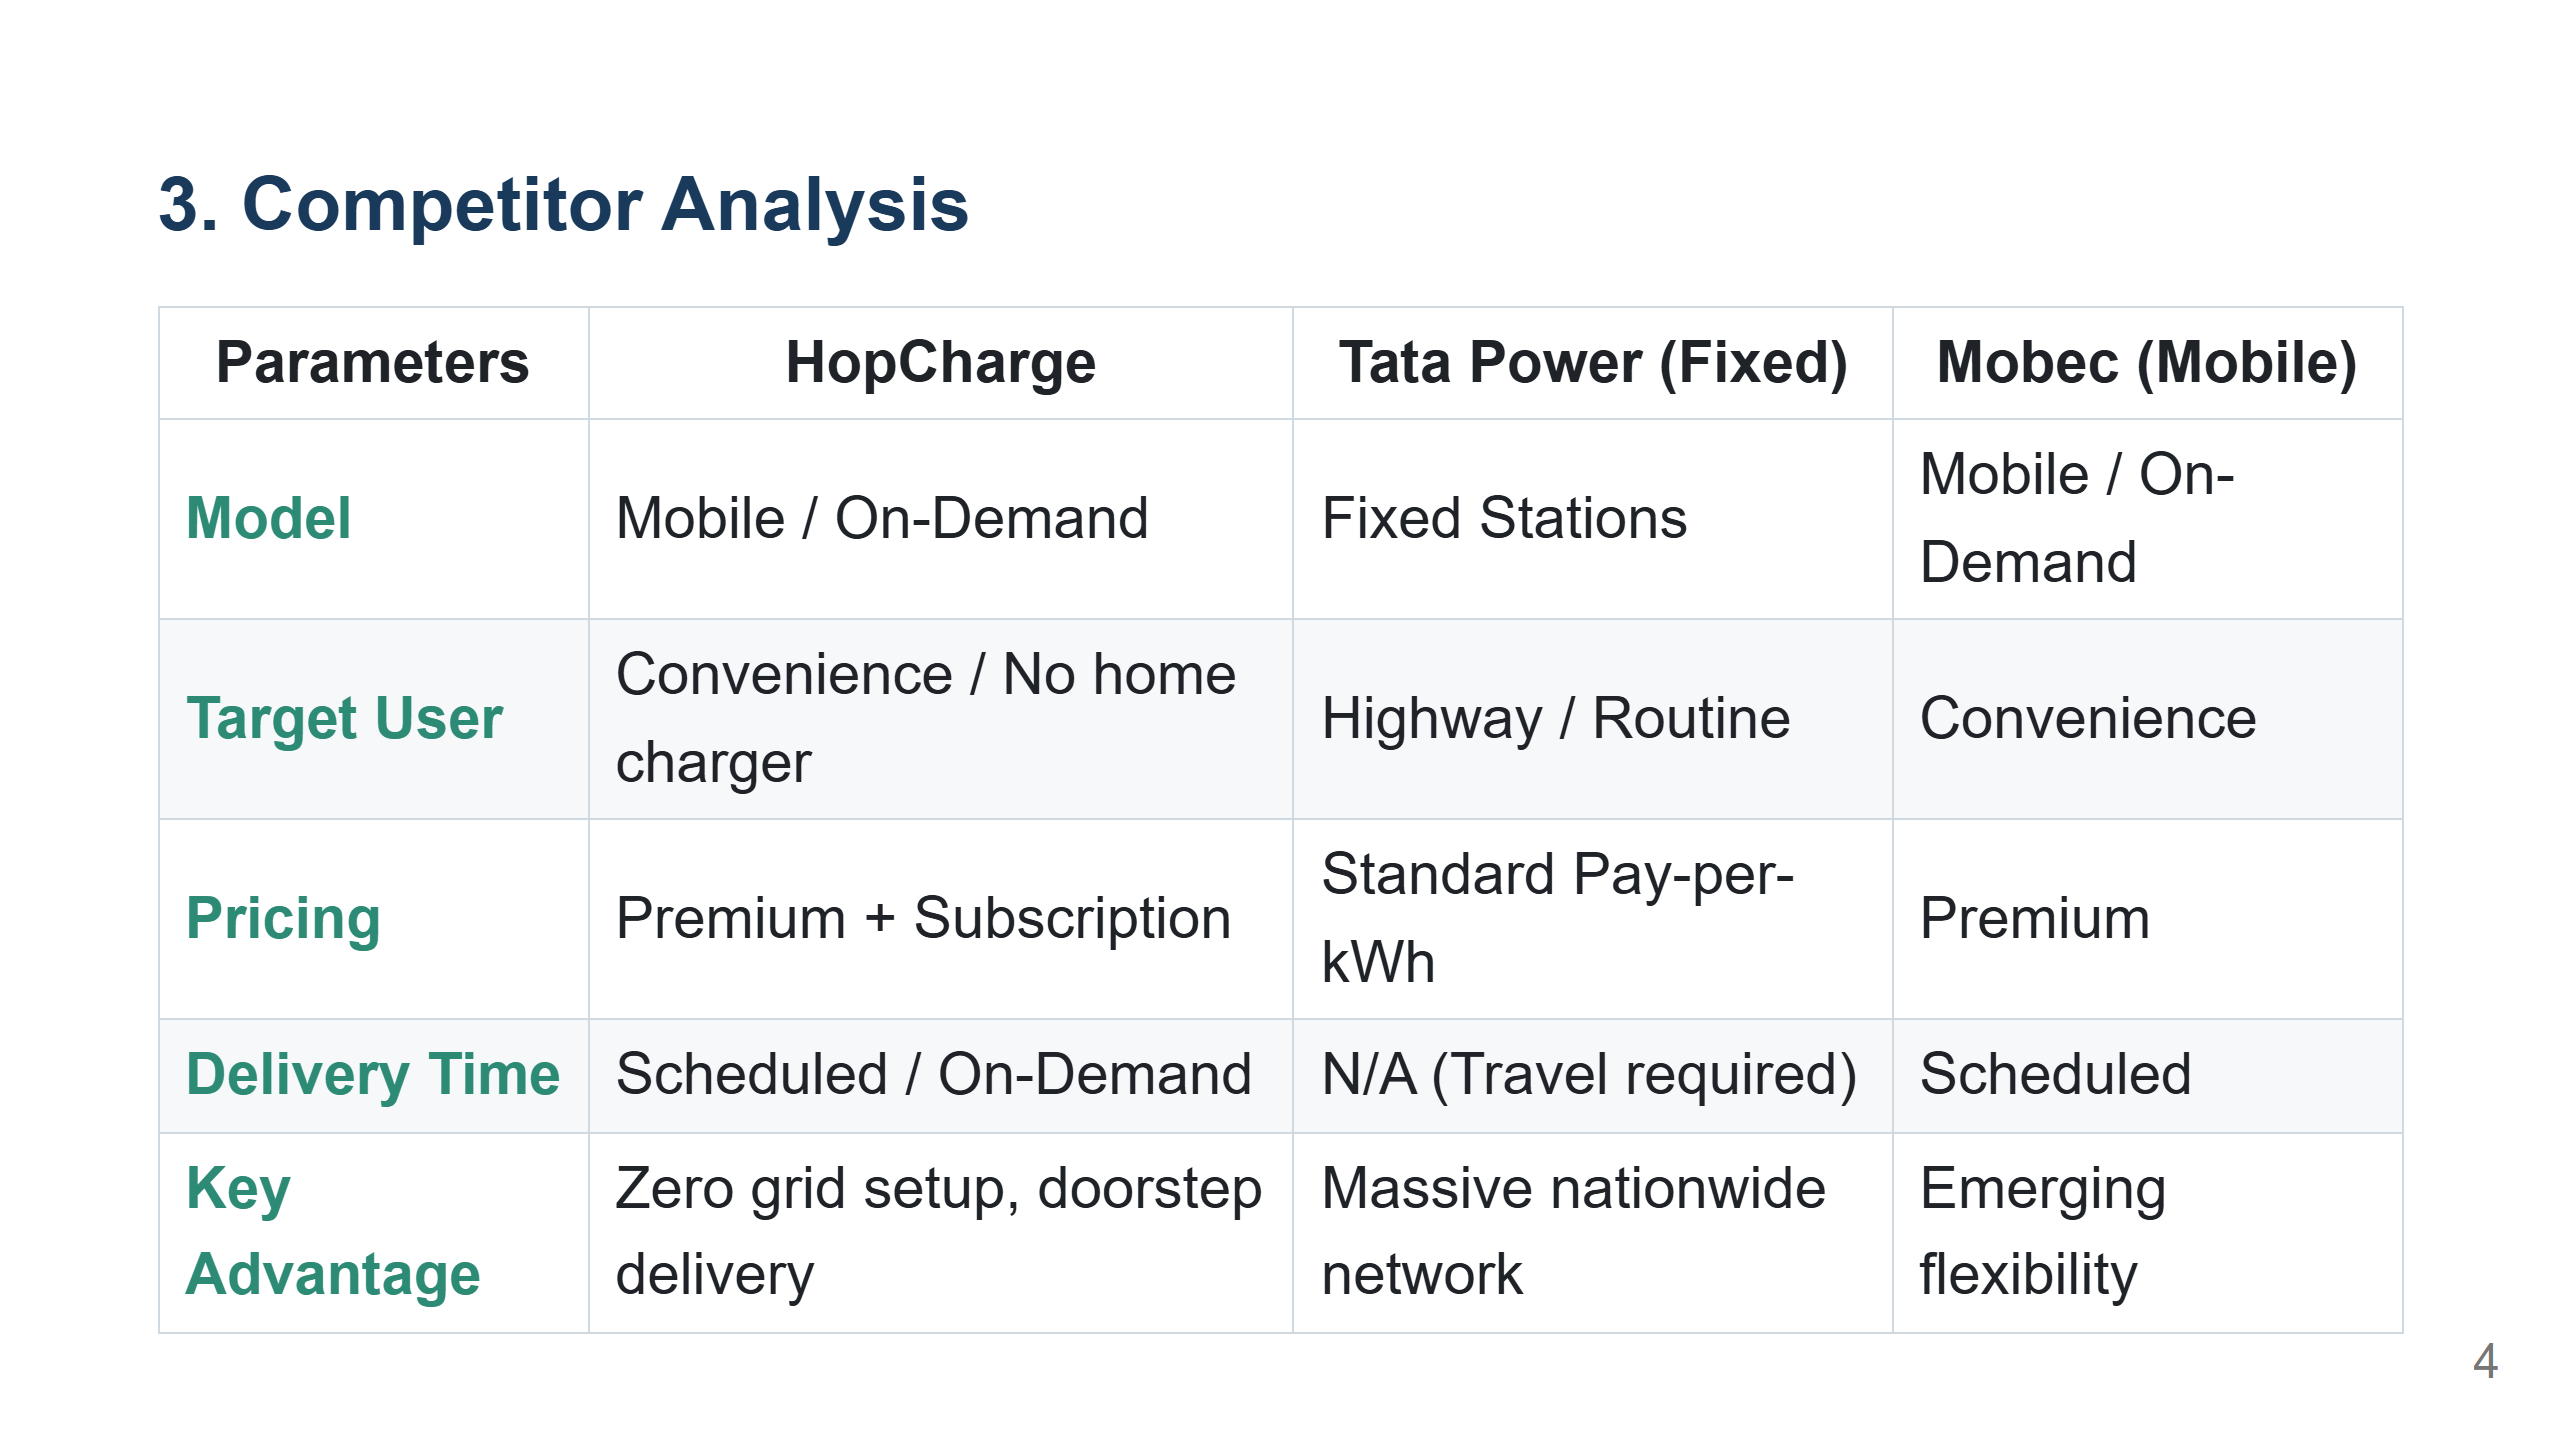 3. Competitor Analysis
Parameters HopCharge Tata Power (Fixed) Mobec (Mobile)
Model Mobile / On-Demand Fixed Stations Mobile / On-
Demand
Target User Convenience / No home
charger Highway / Routine Convenience
Pricing Premium + Subscription Standard Pay-per-
kWh Premium
Delivery Time Scheduled / On-Demand N/A (Travel required) Scheduled
Key
Advantage Zero grid setup, doorstep
delivery Massive nationwide
network Emerging
flexibility
4